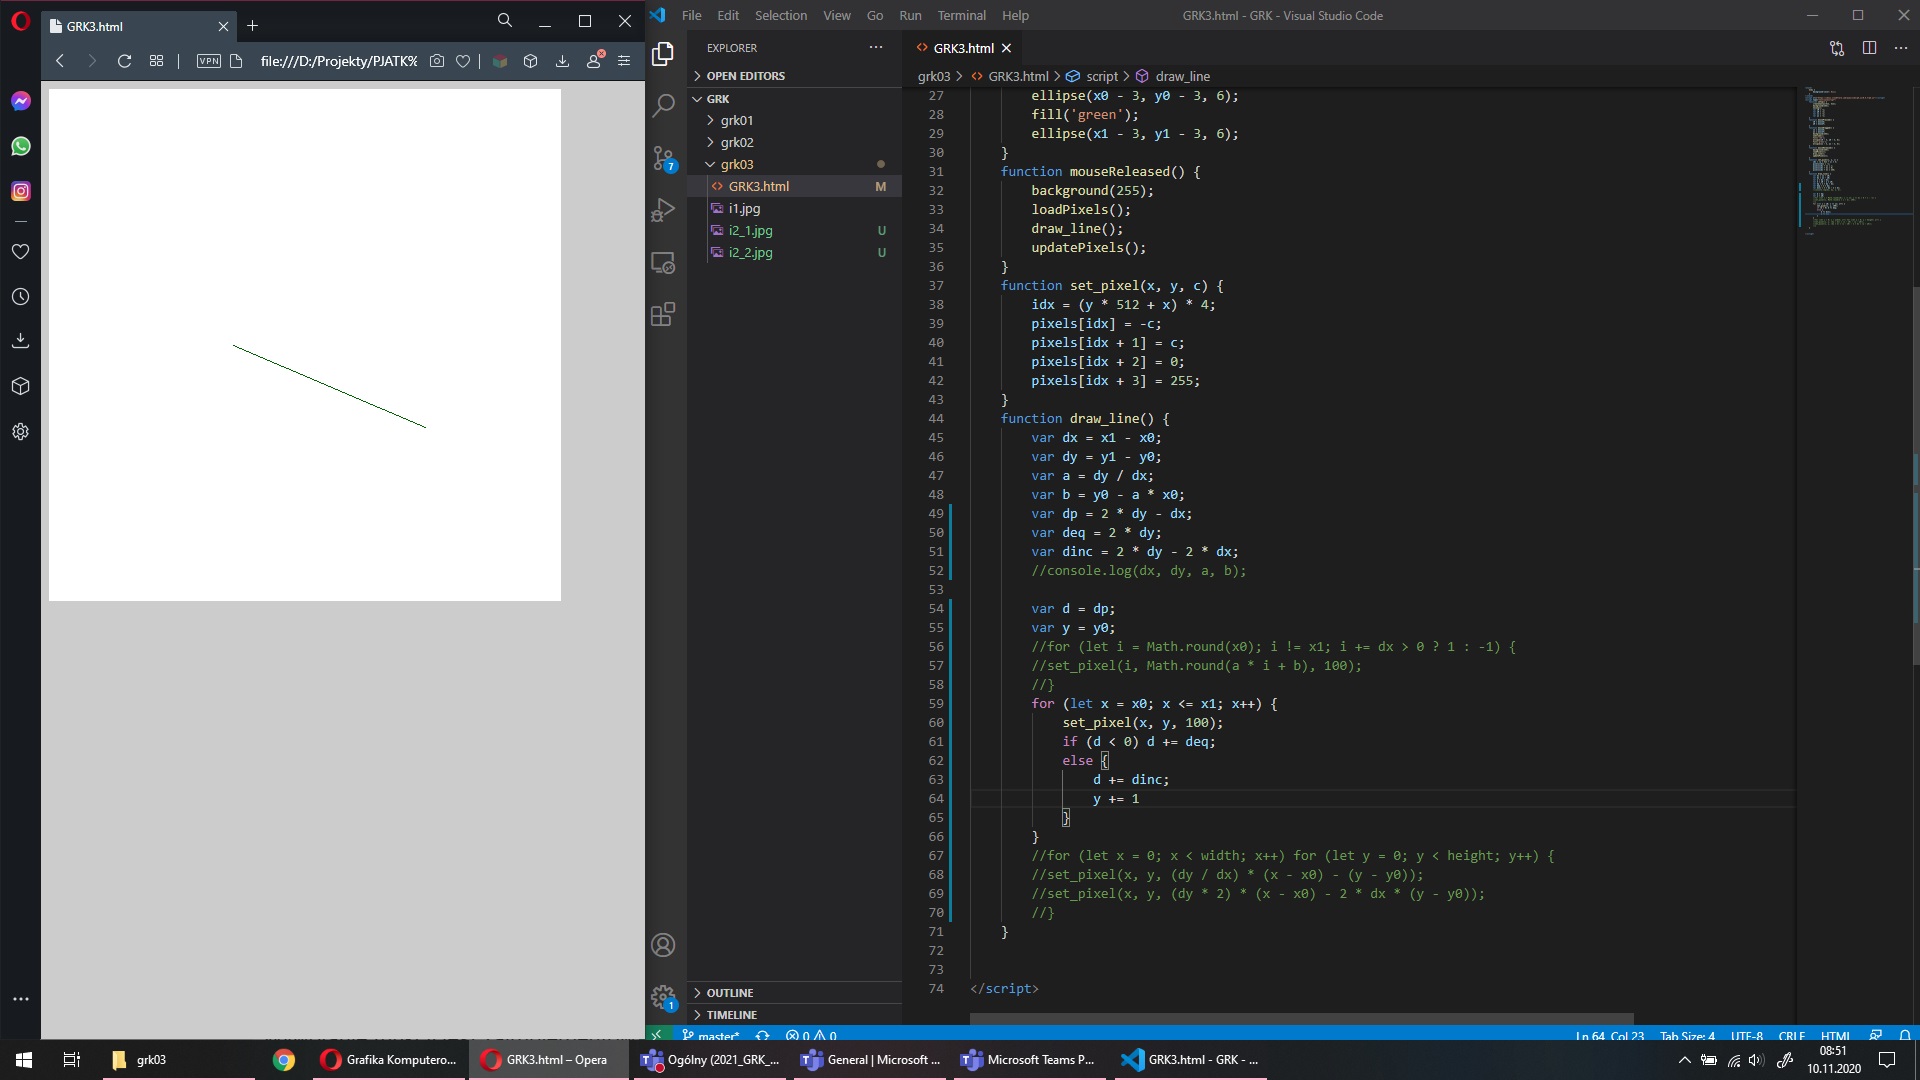 GRK3.html
VPN
file:///D:/Projekty/PJATK%
File Edit Selection View Go Run Terminal Help
GRK3.html - GRK - Visual Studio Code
EXPLORER
OPEN EDITORS
GRK
grk01
grk02
grk03
GRK3.html M
i1.jpg
i2_1.jpg U
i2_2.jpg U
OUTLINE
TIMELINE
7
1
GRK3.html
grk03 > GRK3.html > script > draw_line
27 ellipse(x0 - 3, y0 - 3, 6);
28 fill('green');
29 ellipse(x1 - 3, y1 - 3, 6);
30 }
31 function mouseReleased() {
32 background(255);
33 loadPixels();
34 draw_line();
35 updatePixels();
36 }
37 function set_pixel(x, y, c) {
38 idx = (y * 512 + x) * 4;
39 pixels[idx] = -c;
40 pixels[idx + 1] = c;
41 pixels[idx + 2] = 0;
42 pixels[idx + 3] = 255;
43 }
44 function draw_line() {
45 var dx = x1 - x0;
46 var dy = y1 - y0;
47 var a = dy / dx;
48 var b = y0 - a * x0;
49 var dp = 2 * dy - dx;
50 var deq = 2 * dy;
51 var dinc = 2 * dy - 2 * dx;
52 //console.log(dx, dy, a, b);
53
54 var d = dp;
55 var y = y0;
56 //for (let i = Math.round(x0); i != x1; i += dx > 0 ? 1 : -1) {
57 //set_pixel(i, Math.round(a * i + b), 100);
58 //}
59 for (let x = x0; x <= x1; x++) {
60 set_pixel(x, y, 100);
61 if (d < 0) d += deq;
62 else {
63 d += dinc;
64 y += 1
65 }
66 }
67 //for (let x = 0; x < width; x++) for (let y = 0; y < height; y++) {
68 //set_pixel(x, y, (dy / dx) * (x - x0) - (y - y0));
69 //set_pixel(x, y, (dy * 2) * (x - x0) - 2 * dx * (y - y0));
70 //}
71 }
72
73
74 </script>
master* 0 0 Ln 64, Col 23 Tab Size: 4 UTF-8 CRLF HTML
grk03
Grafika Komputero...
GRK3.html – Opera
Ogólny (2021_GRK_...
General | Microsoft ...
Microsoft Teams P...
GRK3.html - GRK - ...
08:51
10.11.2020